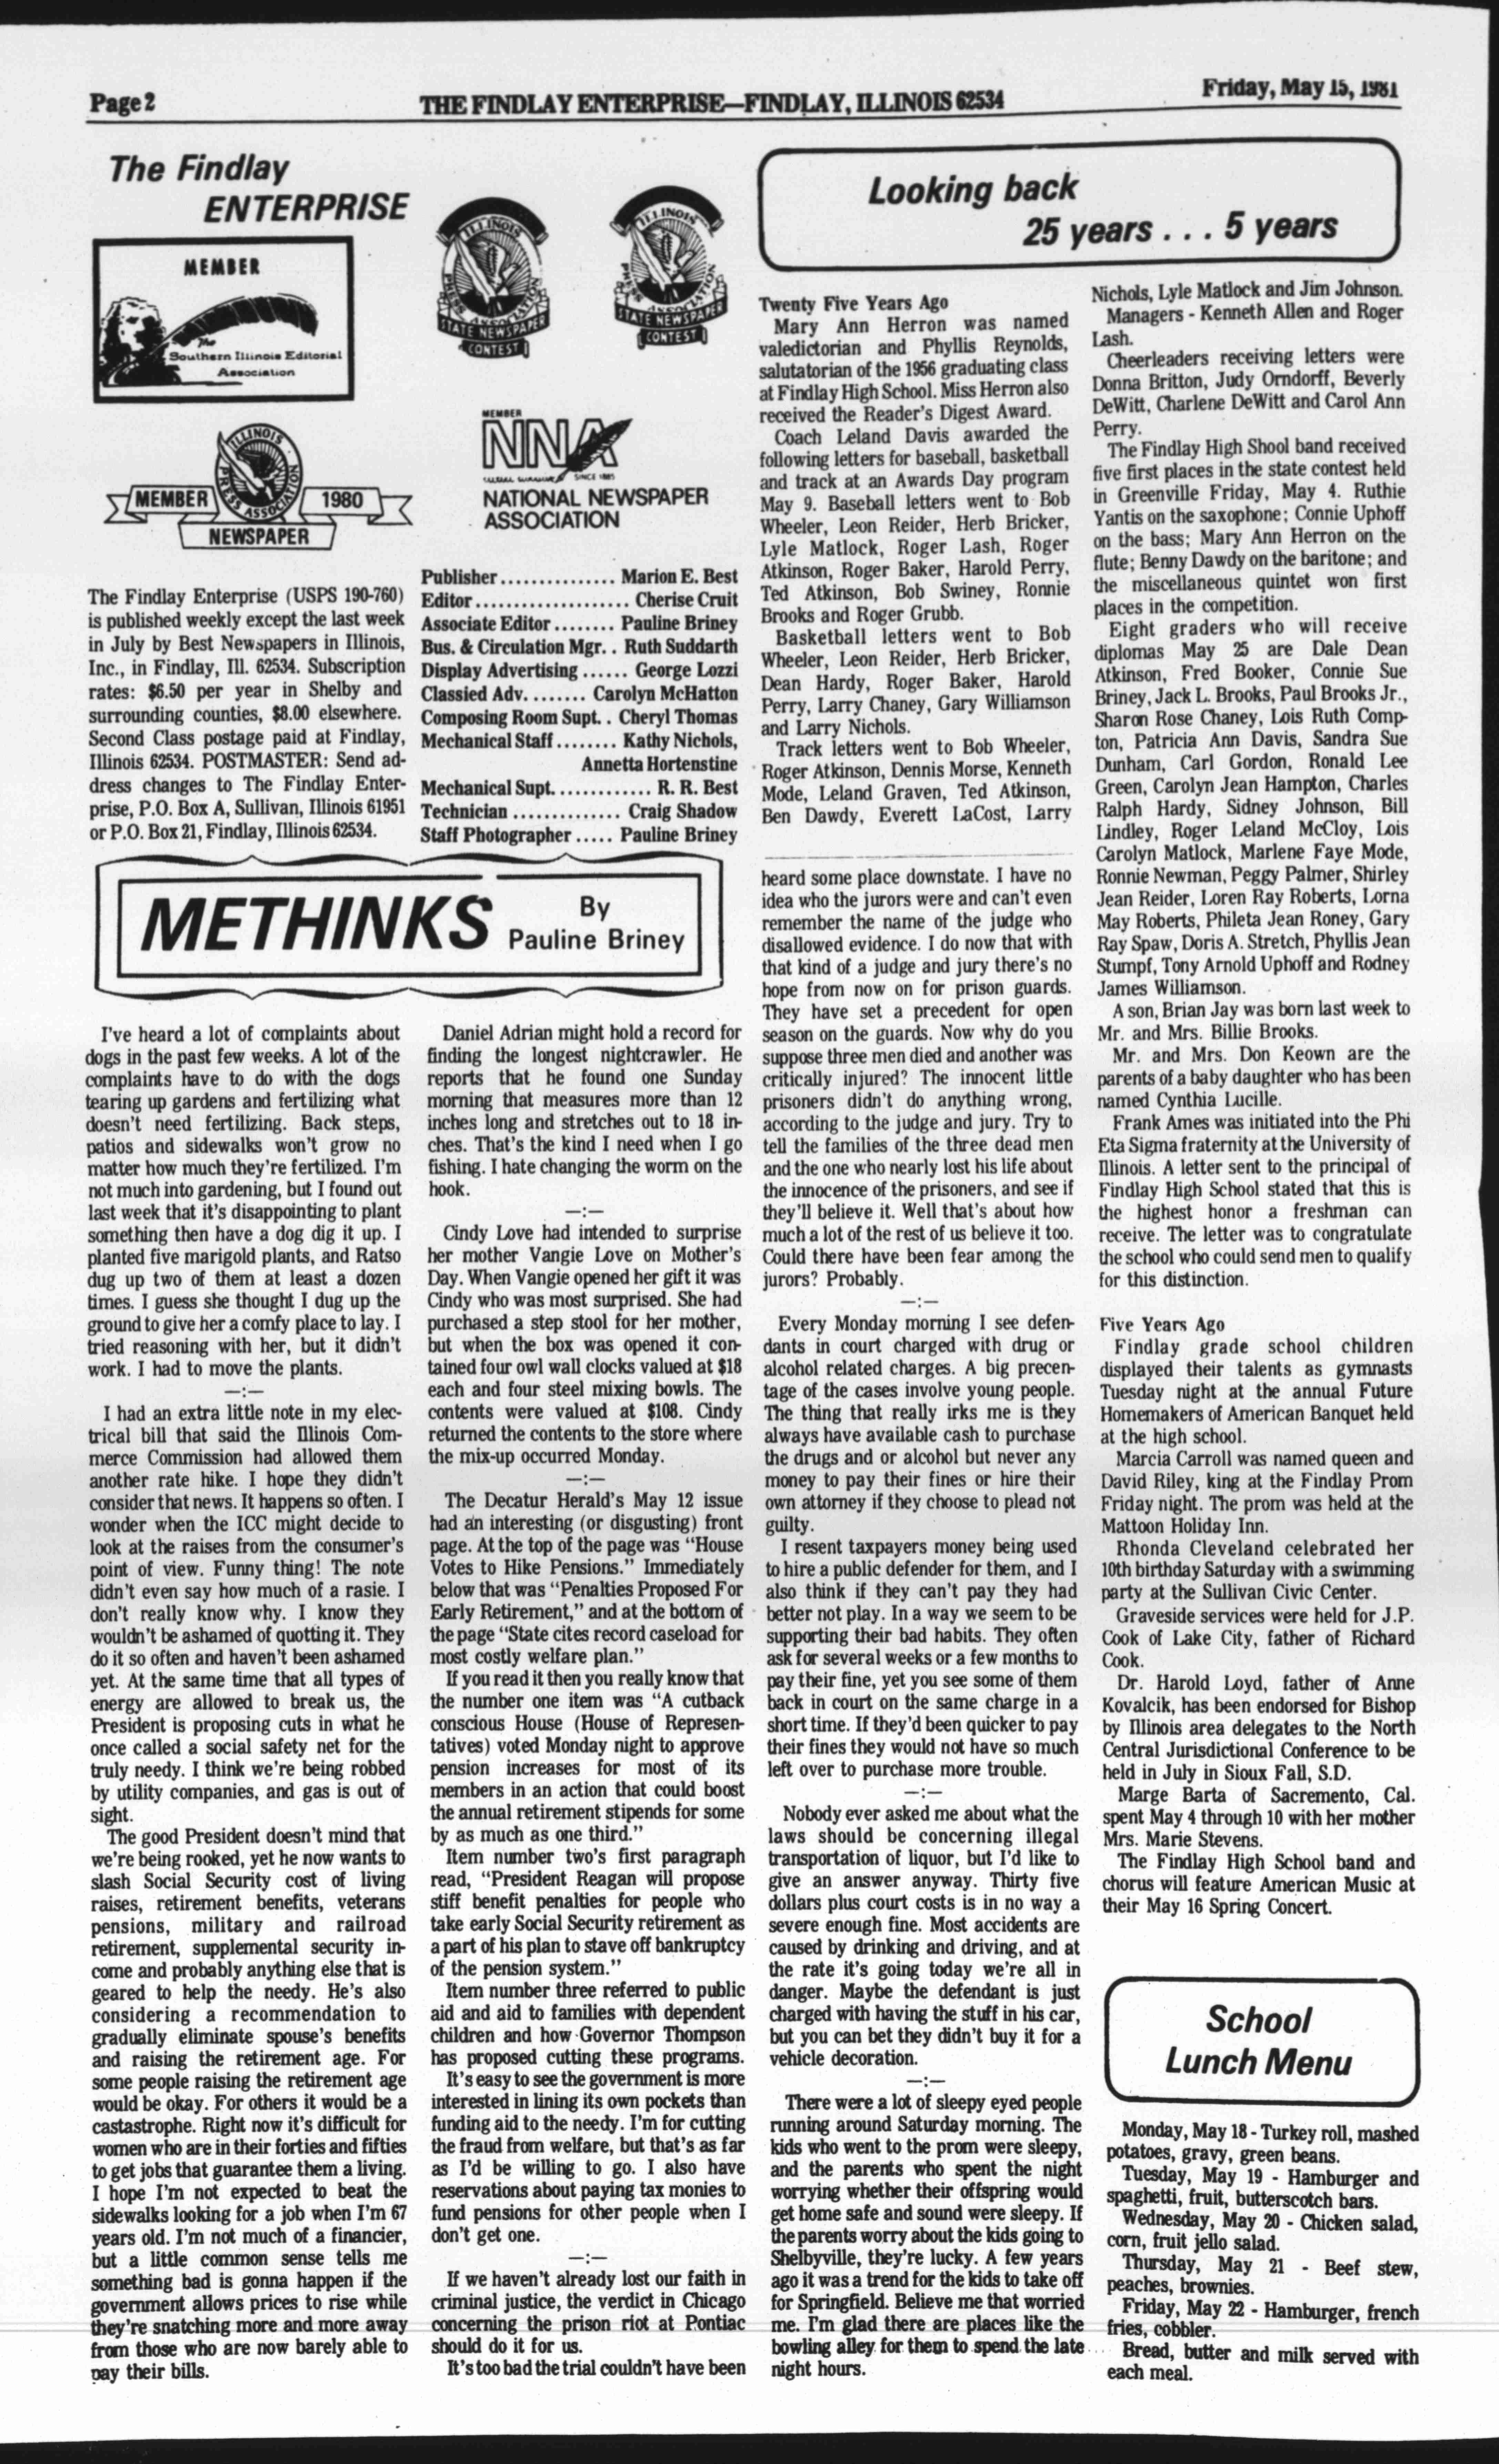 Page 2
THE FINDLAY ENTERPRISE—FINDLAY, ILLINOIS 62534
Friday, May 15, 1981
The Findlay
ENTERPRISE
MEMBER
The
Southern Illinois Editorial
Association
ILLINOIS
PRESS ASSOCIATION
STATE NEWSPAPER
CONTEST
ILLINOIS
PRESS ASSOCIATION
STATE NEWSPAPER
CONTEST
ILLINOIS
PRESS ASSOCIATION
MEMBER
1980
NEWSPAPER
MEMBER
NNA
SINCE 1885
NATIONAL NEWSPAPER
ASSOCIATION
The Findlay Enterprise (USPS 190-760)
is published weekly except the last week
in July by Best Newspapers in Illinois,
Inc., in Findlay, Ill. 62534. Subscription
rates: $6.50 per year in Shelby and
surrounding counties, $8.00 elsewhere.
Second Class postage paid at Findlay,
Illinois 62534. POSTMASTER: Send ad-
dress changes to The Findlay Enter-
prise, P.O. Box A, Sullivan, Illinois 61951
or P.O. Box 21, Findlay, Illinois 62534.
Publisher............... Marion E. Best
Editor.................... Cherise Cruit
Associate Editor........ Pauline Briney
Bus. & Circulation Mgr. . Ruth Suddarth
Display Advertising...... George Lozzi
Classied Adv........ Carolyn McHatton
Composing Room Supt. . Cheryl Thomas
Mechanical Staff........ Kathy Nichols,
Annetta Hortenstine
Mechanical Supt............. R. R. Best
Technician.............. Craig Shadow
Staff Photographer..... Pauline Briney
METHINKS
By
Pauline Briney
I've heard a lot of complaints about
dogs in the past few weeks. A lot of the
complaints have to do with the dogs
tearing up gardens and fertilizing what
doesn't need fertilizing. Back steps,
patios and sidewalks won't grow no
matter how much they're fertilized. I'm
not much into gardening, but I found out
last week that it's disappointing to plant
something then have a dog dig it up. I
planted five marigold plants, and Ratso
dug up two of them at least a dozen
times. I guess she thought I dug up the
ground to give her a comfy place to lay. I
tried reasoning with her, but it didn't
work. I had to move the plants.
—:—
I had an extra little note in my elec-
trical bill that said the Illinois Com-
merce Commission had allowed them
another rate hike. I hope they didn't
consider that news. It happens so often. I
wonder when the ICC might decide to
look at the raises from the consumer's
point of view. Funny thing! The note
didn't even say how much of a rasie. I
don't really know why. I know they
wouldn't be ashamed of quotting it. They
do it so often and haven't been ashamed
yet. At the same time that all types of
energy are allowed to break us, the
President is proposing cuts in what he
once called a social safety net for the
truly needy. I think we're being robbed
by utility companies, and gas is out of
sight.
The good President doesn't mind that
we're being rooked, yet he now wants to
slash Social Security cost of living
raises, retirement benefits, veterans
pensions, military and railroad
retirement, supplemental security in-
come and probably anything else that is
geared to help the needy. He's also
considering a recommendation to
gradually eliminate spouse's benefits
and raising the retirement age. For
some people raising the retirement age
would be okay. For others it would be a
castastrophe. Right now it's difficult for
women who are in their forties and fifties
to get jobs that guarantee them a living.
I hope I'm not expected to beat the
sidewalks looking for a job when I'm 67
years old. I'm not much of a financier,
but a little common sense tells me
something bad is gonna happen if the
government allows prices to rise while
they're snatching more and more away
from those who are now barely able to
pay their bills.
Daniel Adrian might hold a record for
finding the longest nightcrawler. He
reports that he found one Sunday
morning that measures more than 12
inches long and stretches out to 18 in-
ches. That's the kind I need when I go
fishing. I hate changing the worm on the
hook.
—:—
Cindy Love had intended to surprise
her mother Vangie Love on Mother's
Day. When Vangie opened her gift it was
Cindy who was most surprised. She had
purchased a step stool for her mother,
but when the box was opened it con-
tained four owl wall clocks valued at $18
each and four steel mixing bowls. The
contents were valued at $108. Cindy
returned the contents to the store where
the mix-up occurred Monday.
—:—
The Decatur Herald's May 12 issue
had an interesting (or disgusting) front
page. At the top of the page was "House
Votes to Hike Pensions." Immediately
below that was "Penalties Proposed For
Early Retirement," and at the bottom of
the page "State cites record caseload for
most costly welfare plan."
If you read it then you really know that
the number one item was "A cutback
conscious House (House of Represen-
tatives) voted Monday night to approve
pension increases for most of its
members in an action that could boost
the annual retirement stipends for some
by as much as one third."
Item number two's first paragraph
read, "President Reagan will propose
stiff benefit penalties for people who
take early Social Security retirement as
a part of his plan to stave off bankruptcy
of the pension system."
Item number three referred to public
aid and aid to families with dependent
children and how Governor Thompson
has proposed cutting these programs.
It's easy to see the government is more
interested in lining its own pockets than
funding aid to the needy. I'm for cutting
the fraud from welfare, but that's as far
as I'd be willing to go. I also have
reservations about paying tax monies to
fund pensions for other people when I
don't get one.
—:—
If we haven't already lost our faith in
criminal justice, the verdict in Chicago
concerning the prison riot at Pontiac
should do it for us.
It's too bad the trial couldn't have been
heard some place downstate. I have no
idea who the jurors were and can't even
remember the name of the judge who
disallowed evidence. I do now that with
that kind of a judge and jury there's no
hope from now on for prison guards.
They have set a precedent for open
season on the guards. Now why do you
suppose three men died and another was
critically injured? The innocent little
prisoners didn't do anything wrong,
according to the judge and jury. Try to
tell the families of the three dead men
and the one who nearly lost his life about
the innocence of the prisoners, and see if
they'll believe it. Well that's about how
much a lot of the rest of us believe it too.
Could there have been fear among the
jurors? Probably.
—:—
Every Monday morning I see defen-
dants in court charged with drug or
alcohol related charges. A big precen-
tage of the cases involve young people.
The thing that really irks me is they
always have available cash to purchase
the drugs and or alcohol but never any
money to pay their fines or hire their
own attorney if they choose to plead not
guilty.
I resent taxpayers money being used
to hire a public defender for them, and I
also think if they can't pay they had
better not play. In a way we seem to be
supporting their bad habits. They often
ask for several weeks or a few months to
pay their fine, yet you see some of them
back in court on the same charge in a
short time. If they'd been quicker to pay
their fines they would not have so much
left over to purchase more trouble.
—:—
Nobody ever asked me about what the
laws should be concerning illegal
transportation of liquor, but I'd like to
give an answer anyway. Thirty five
dollars plus court costs is in no way a
severe enough fine. Most accidents are
caused by drinking and driving, and at
the rate it's going today we're all in
danger. Maybe the defendant is just
charged with having the stuff in his car,
but you can bet they didn't buy it for a
vehicle decoration.
—:—
There were a lot of sleepy eyed people
running around Saturday morning. The
kids who went to the prom were sleepy,
and the parents who spent the night
worrying whether their offspring would
get home safe and sound were sleepy. If
the parents worry about the kids going to
Shelbyville, they're lucky. A few years
ago it was a trend for the kids to take off
for Springfield. Believe me that worried
me. I'm glad there are places like the
bowling alley for them to spend the late
night hours.
Looking back
25 years . . . 5 years
Twenty Five Years Ago
Mary Ann Herron was named
valedictorian and Phyllis Reynolds,
salutatorian of the 1956 graduating class
at Findlay High School. Miss Herron also
received the Reader's Digest Award.
Coach Leland Davis awarded the
following letters for baseball, basketball
and track at an Awards Day program
May 9. Baseball letters went to Bob
Wheeler, Leon Reider, Herb Bricker,
Lyle Matlock, Roger Lash, Roger
Atkinson, Roger Baker, Harold Perry,
Ted Atkinson, Bob Swiney, Ronnie
Brooks and Roger Grubb.
Basketball letters went to Bob
Wheeler, Leon Reider, Herb Bricker,
Dean Hardy, Roger Baker, Harold
Perry, Larry Chaney, Gary Williamson
and Larry Nichols.
Track letters went to Bob Wheeler,
Roger Atkinson, Dennis Morse, Kenneth
Mode, Leland Graven, Ted Atkinson,
Ben Dawdy, Everett LaCost, Larry
Nichols, Lyle Matlock and Jim Johnson.
Managers - Kenneth Allen and Roger
Lash.
Cheerleaders receiving letters were
Donna Britton, Judy Orndorff, Beverly
DeWitt, Charlene DeWitt and Carol Ann
Perry.
The Findlay High Shool band received
five first places in the state contest held
in Greenville Friday, May 4. Ruthie
Yantis on the saxophone; Connie Uphoff
on the bass; Mary Ann Herron on the
flute; Benny Dawdy on the baritone; and
the miscellaneous quintet won first
places in the competition.
Eight graders who will receive
diplomas May 25 are Dale Dean
Atkinson, Fred Booker, Connie Sue
Briney, Jack L. Brooks, Paul Brooks Jr.,
Sharon Rose Chaney, Lois Ruth Comp-
ton, Patricia Ann Davis, Sandra Sue
Dunham, Carl Gordon, Ronald Lee
Green, Carolyn Jean Hampton, Charles
Ralph Hardy, Sidney Johnson, Bill
Lindley, Roger Leland McCloy, Lois
Carolyn Matlock, Marlene Faye Mode,
Ronnie Newman, Peggy Palmer, Shirley
Jean Reider, Loren Ray Roberts, Lorna
May Roberts, Phileta Jean Roney, Gary
Ray Spaw, Doris A. Stretch, Phyllis Jean
Stumpf, Tony Arnold Uphoff and Rodney
James Williamson.
A son, Brian Jay was born last week to
Mr. and Mrs. Billie Brooks.
Mr. and Mrs. Don Keown are the
parents of a baby daughter who has been
named Cynthia Lucille.
Frank Ames was initiated into the Phi
Eta Sigma fraternity at the University of
Illinois. A letter sent to the principal of
Findlay High School stated that this is
the highest honor a freshman can
receive. The letter was to congratulate
the school who could send men to qualify
for this distinction.
Five Years Ago
Findlay grade school children
displayed their talents as gymnasts
Tuesday night at the annual Future
Homemakers of American Banquet held
at the high school.
Marcia Carroll was named queen and
David Riley, king at the Findlay Prom
Friday night. The prom was held at the
Mattoon Holiday Inn.
Rhonda Cleveland celebrated her
10th birthday Saturday with a swimming
party at the Sullivan Civic Center.
Graveside services were held for J.P.
Cook of Lake City, father of Richard
Cook.
Dr. Harold Loyd, father of Anne
Kovalcik, has been endorsed for Bishop
by Illinois area delegates to the North
Central Jurisdictional Conference to be
held in July in Sioux Fall, S.D.
Marge Barta of Sacremento, Cal.
spent May 4 through 10 with her mother
Mrs. Marie Stevens.
The Findlay High School band and
chorus will feature American Music at
their May 16 Spring Concert.
School
Lunch Menu
Monday, May 18 - Turkey roll, mashed
potatoes, gravy, green beans.
Tuesday, May 19 - Hamburger and
spaghetti, fruit, butterscotch bars.
Wednesday, May 20 - Chicken salad,
corn, fruit jello salad.
Thursday, May 21 - Beef stew,
peaches, brownies.
Friday, May 22 - Hamburger, french
fries, cobbler.
Bread, butter and milk served with
each meal.